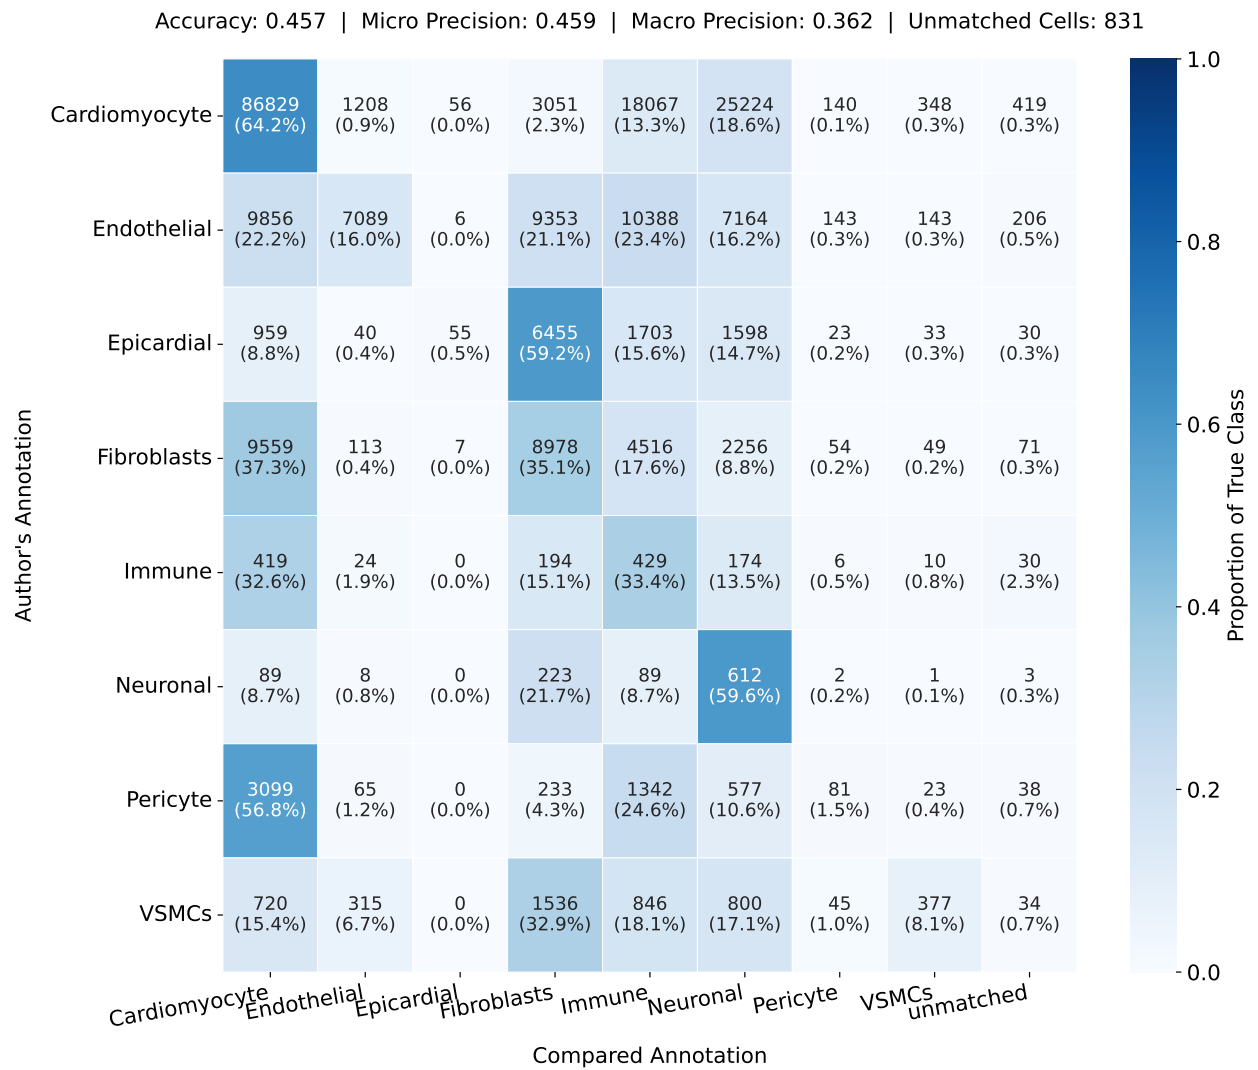 Accuracy: 0.457 | Micro Precision: 0.459 | Macro Precision: 0.362 | Unmatched Cells: 831
Cardiomyocyte
86829 1208 56 3051 18067 25224 140 348 419
(64.2%) (0.9%) (0.0%) (2.3%) (13.3%) (18.6%) (0.1%) (0.3%) (0.3%)
Endothelial
9856 7089 6 9353 10388 7164 143 143 206
(22.2%) (16.0%) (0.0%) (21.1%) (23.4%) (16.2%) (0.3%) (0.3%) (0.5%)
Epicardial
959 40 55 6455 1703 1598 23 33 30
(8.8%) (0.4%) (0.5%) (59.2%) (15.6%) (14.7%) (0.2%) (0.3%) (0.3%)
Fibroblasts
9559 113 7 8978 4516 2256 54 49 71
(37.3%) (0.4%) (0.0%) (35.1%) (17.6%) (8.8%) (0.2%) (0.2%) (0.3%)
Immune
419 24 0 194 429 174 6 10 30
(32.6%) (1.9%) (0.0%) (15.1%) (33.4%) (13.5%) (0.5%) (0.8%) (2.3%)
Neuronal
89 8 0 223 89 612 2 1 3
(8.7%) (0.8%) (0.0%) (21.7%) (8.7%) (59.6%) (0.2%) (0.1%) (0.3%)
Pericyte
3099 65 0 233 1342 577 81 23 38
(56.8%) (1.2%) (0.0%) (4.3%) (24.6%) (10.6%) (1.5%) (0.4%) (0.7%)
VSMCs
720 315 0 1536 846 800 45 377 34
(15.4%) (6.7%) (0.0%) (32.9%) (18.1%) (17.1%) (1.0%) (8.1%) (0.7%)
Cardiomyocyte
Endothelial
Epicardial
Fibroblasts
Immune
Neuronal
Pericyte
VSMCs
unmatched
Compared Annotation
Author's Annotation
1.0
0.8
0.6
0.4
0.2
0.0
Proportion of True Class